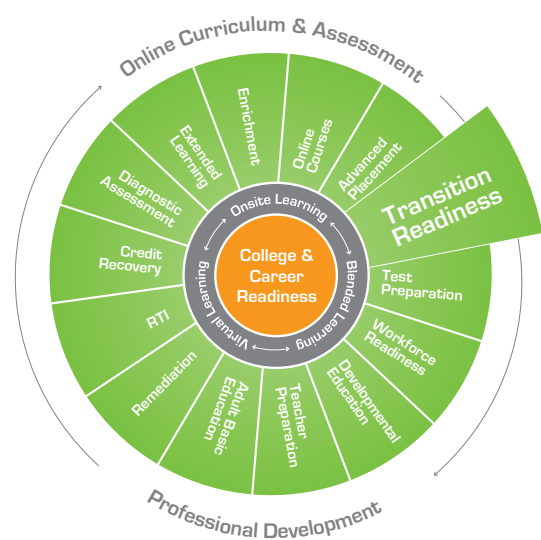 Online Curriculum & Assessment
Enrichment
Online
Courses
Advanced
Placement
Transition
Readiness
Test
Preparation
Workforce
Readiness
Developmental
Education
Teacher
Preparation
Adult Basic
Education
Remediation
RTI
Credit
Recovery
Diagnostic
Assessment
Extended
Learning
Onsite Learning
Blended Learning
Virtual Learning
College &
Career
Readiness
Professional Development